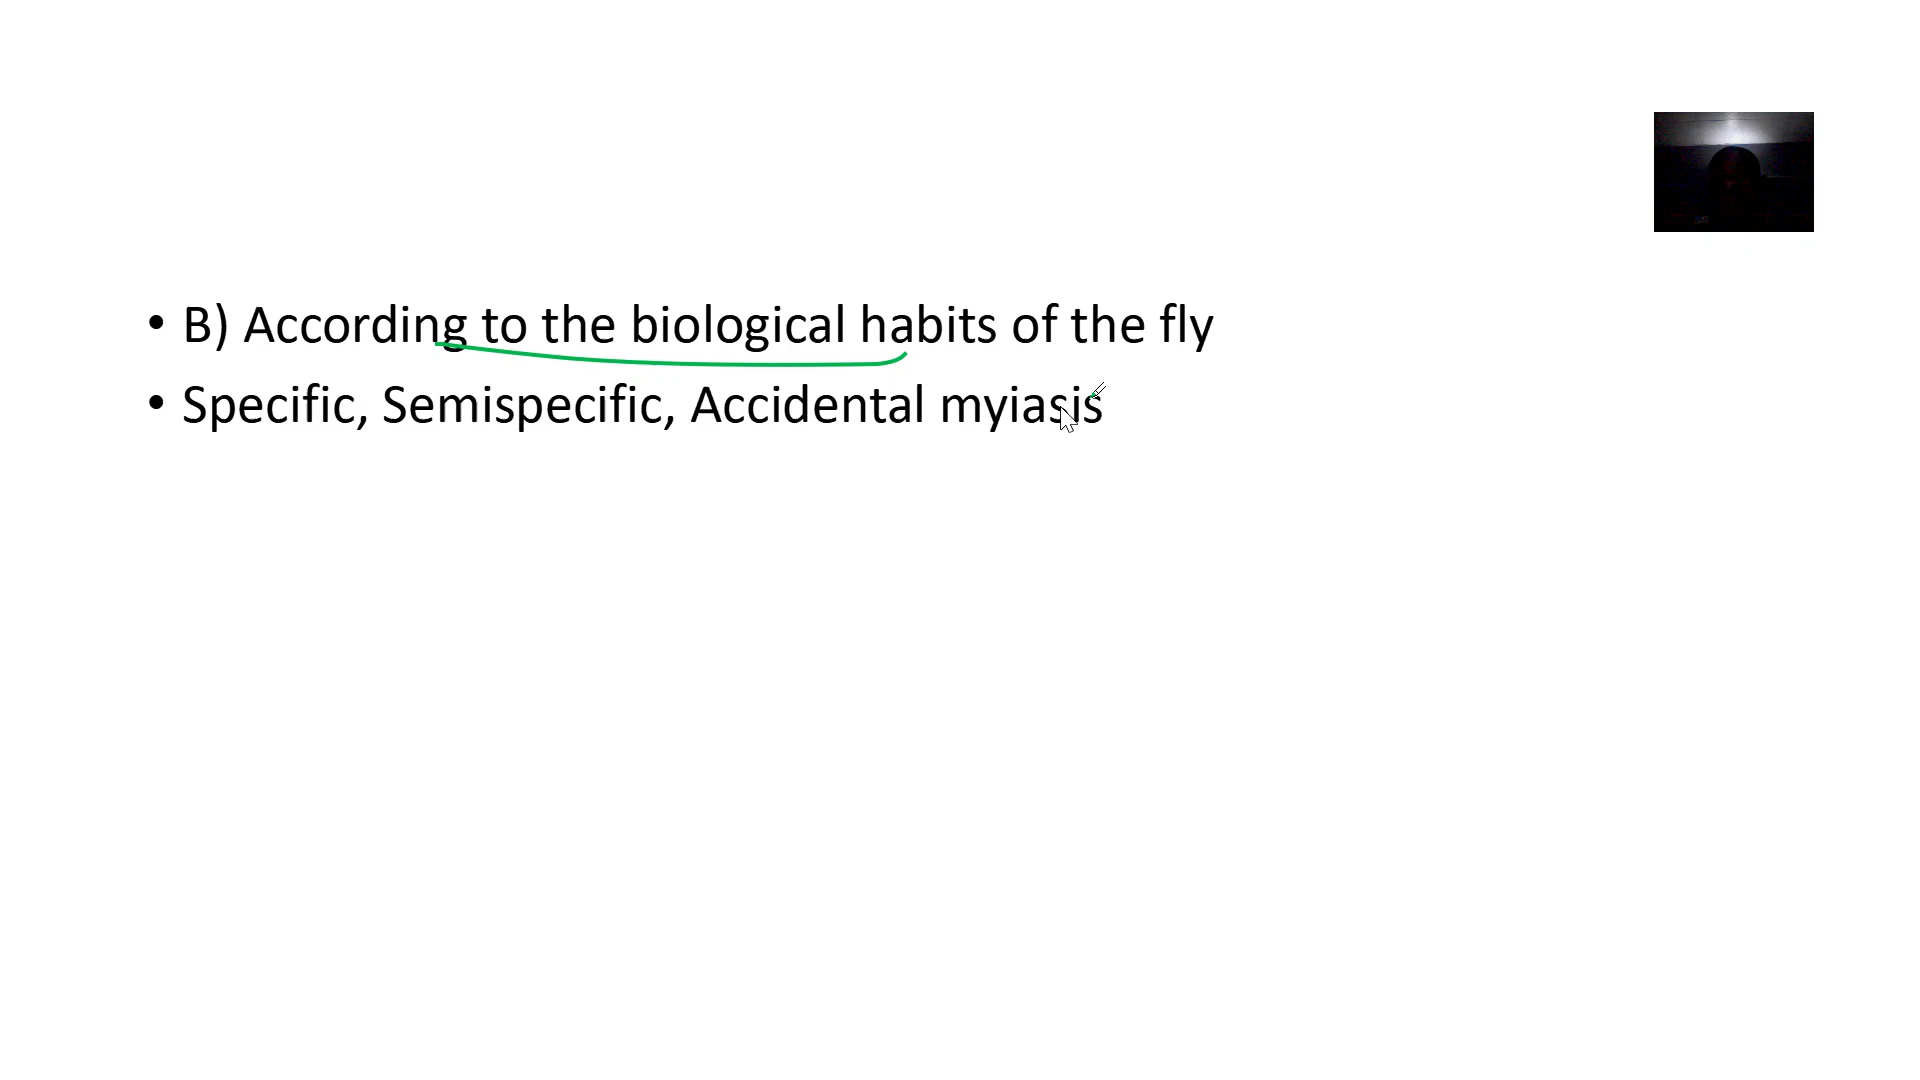 • B) According to the biological habits of the fly
• Specific, Semispecific, Accidental myiasis